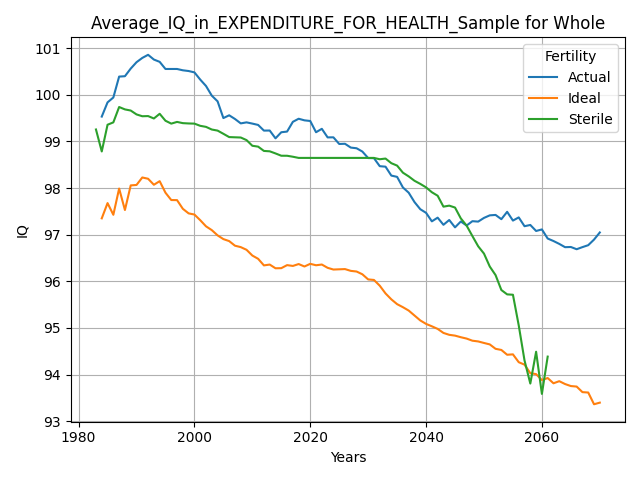 Average_IQ_in_EXPENDITURE_FOR_HEALTH_Sample for Whole
Fertility
Actual
Ideal
Sterile
101
100
99
98
97
96
95
94
93
IQ
1980
2000
2020
2040
2060
Years